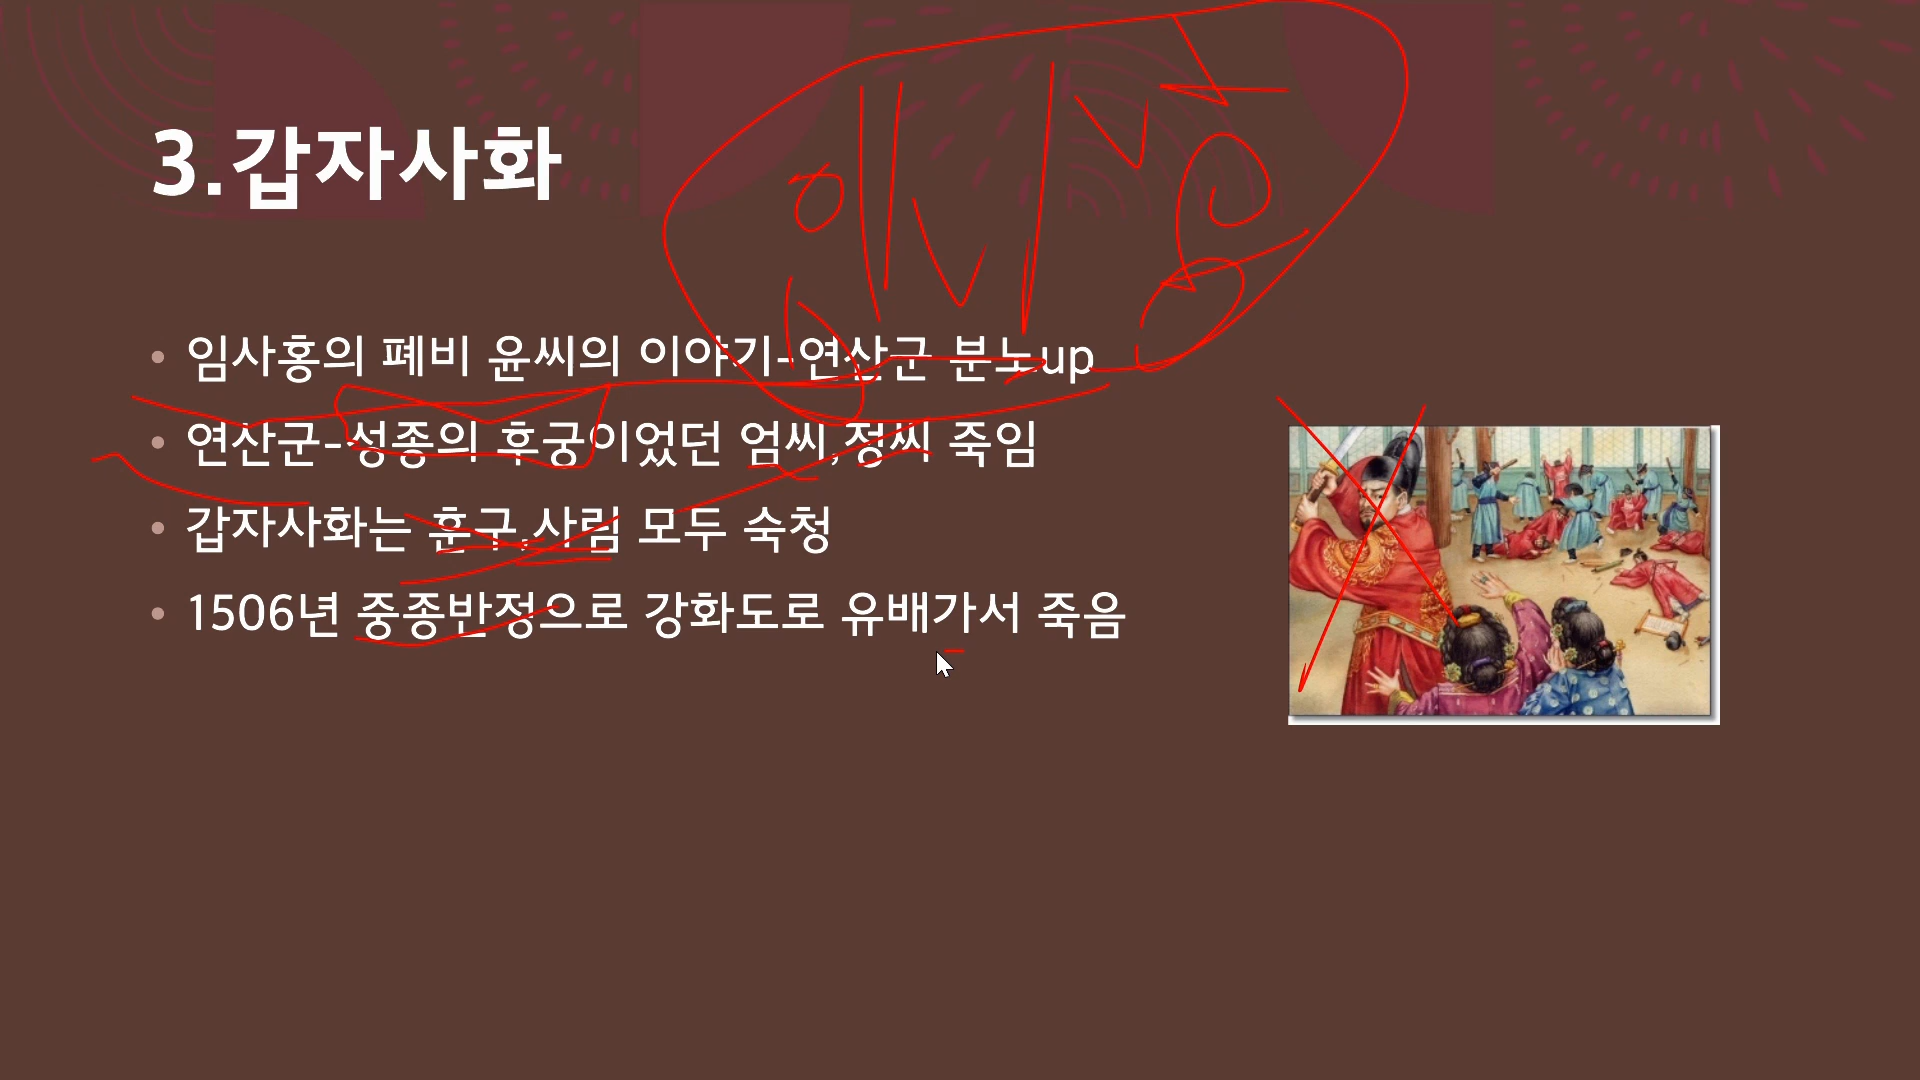 3.갑자사화
임사홍의 폐비 윤씨의 이야기-연산군 분노up
연산군-성종의 후궁이었던 엄씨,정씨 죽임
갑자사화는 훈구,사림 모두 숙청
1506년 중종반정으로 강화도로 유배가서 죽음